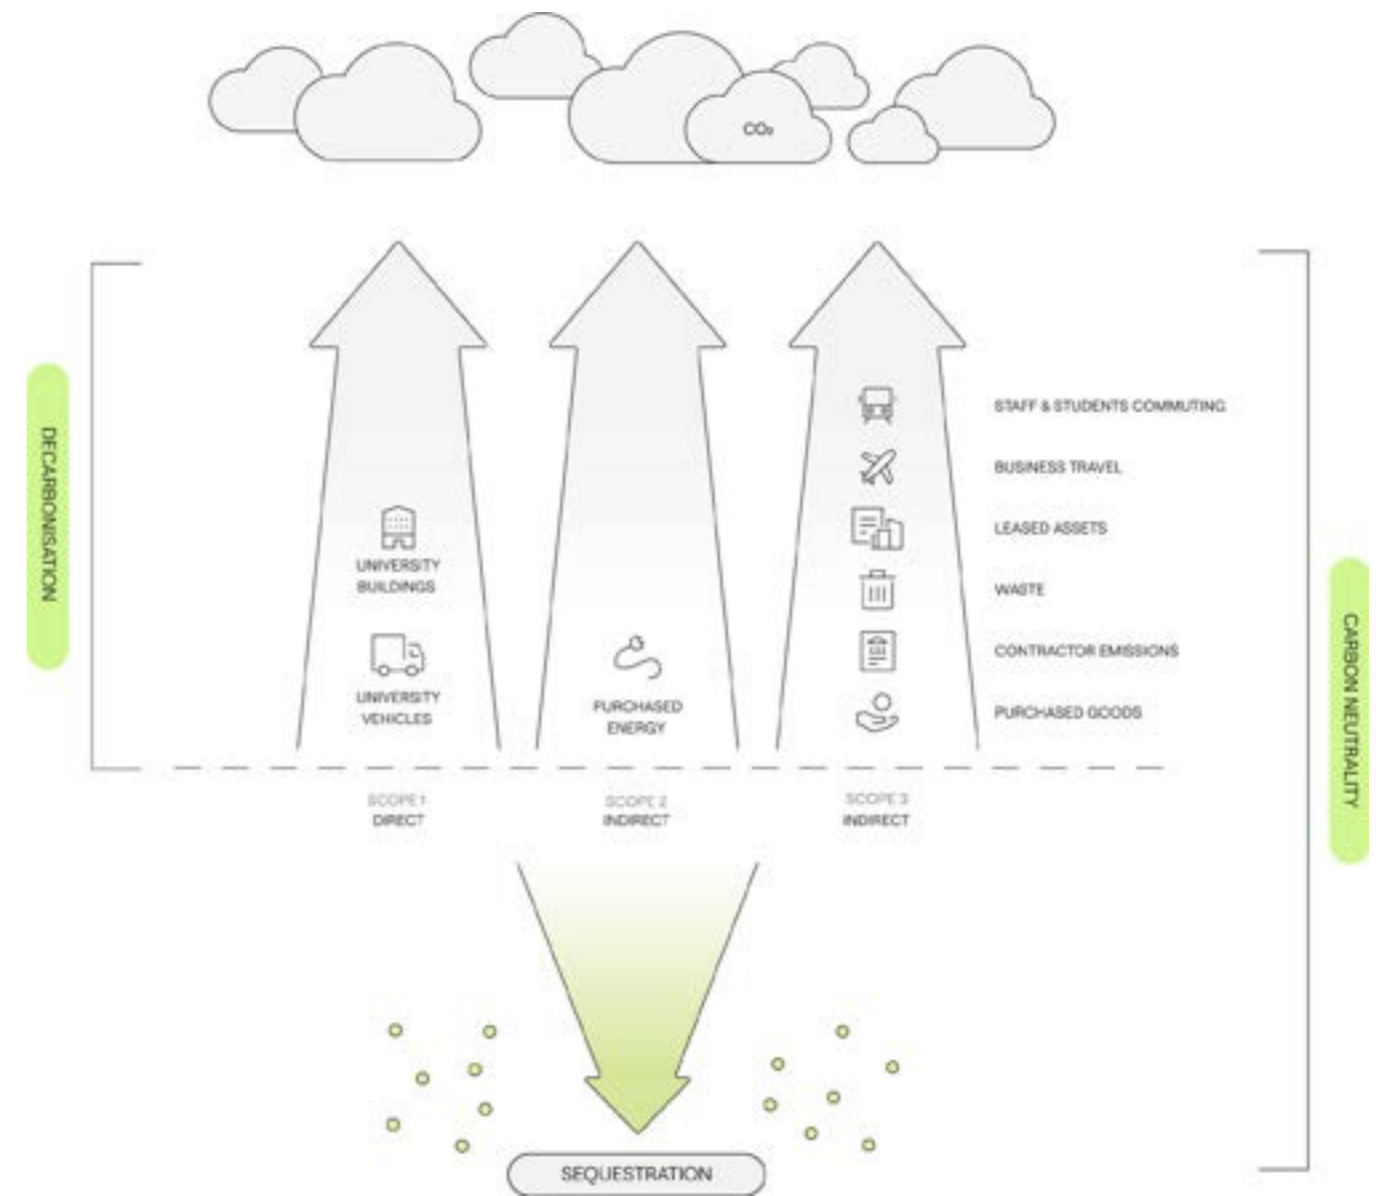 CO₂
DECARBONISATION
STAFF & STUDENTS COMMUTING
BUSINESS TRAVEL
LEASED ASSETS
UNIVERSITY
BUILDINGS
WASTE
CONTRACTOR EMISSIONS
UNIVERSITY
VEHICLES
PURCHASED
ENERGY
PURCHASED GOODS
CARBON NEUTRALITY
SCOPE 1
DIRECT
SCOPE 2
INDIRECT
SCOPE 3
INDIRECT
SEQUESTRATION